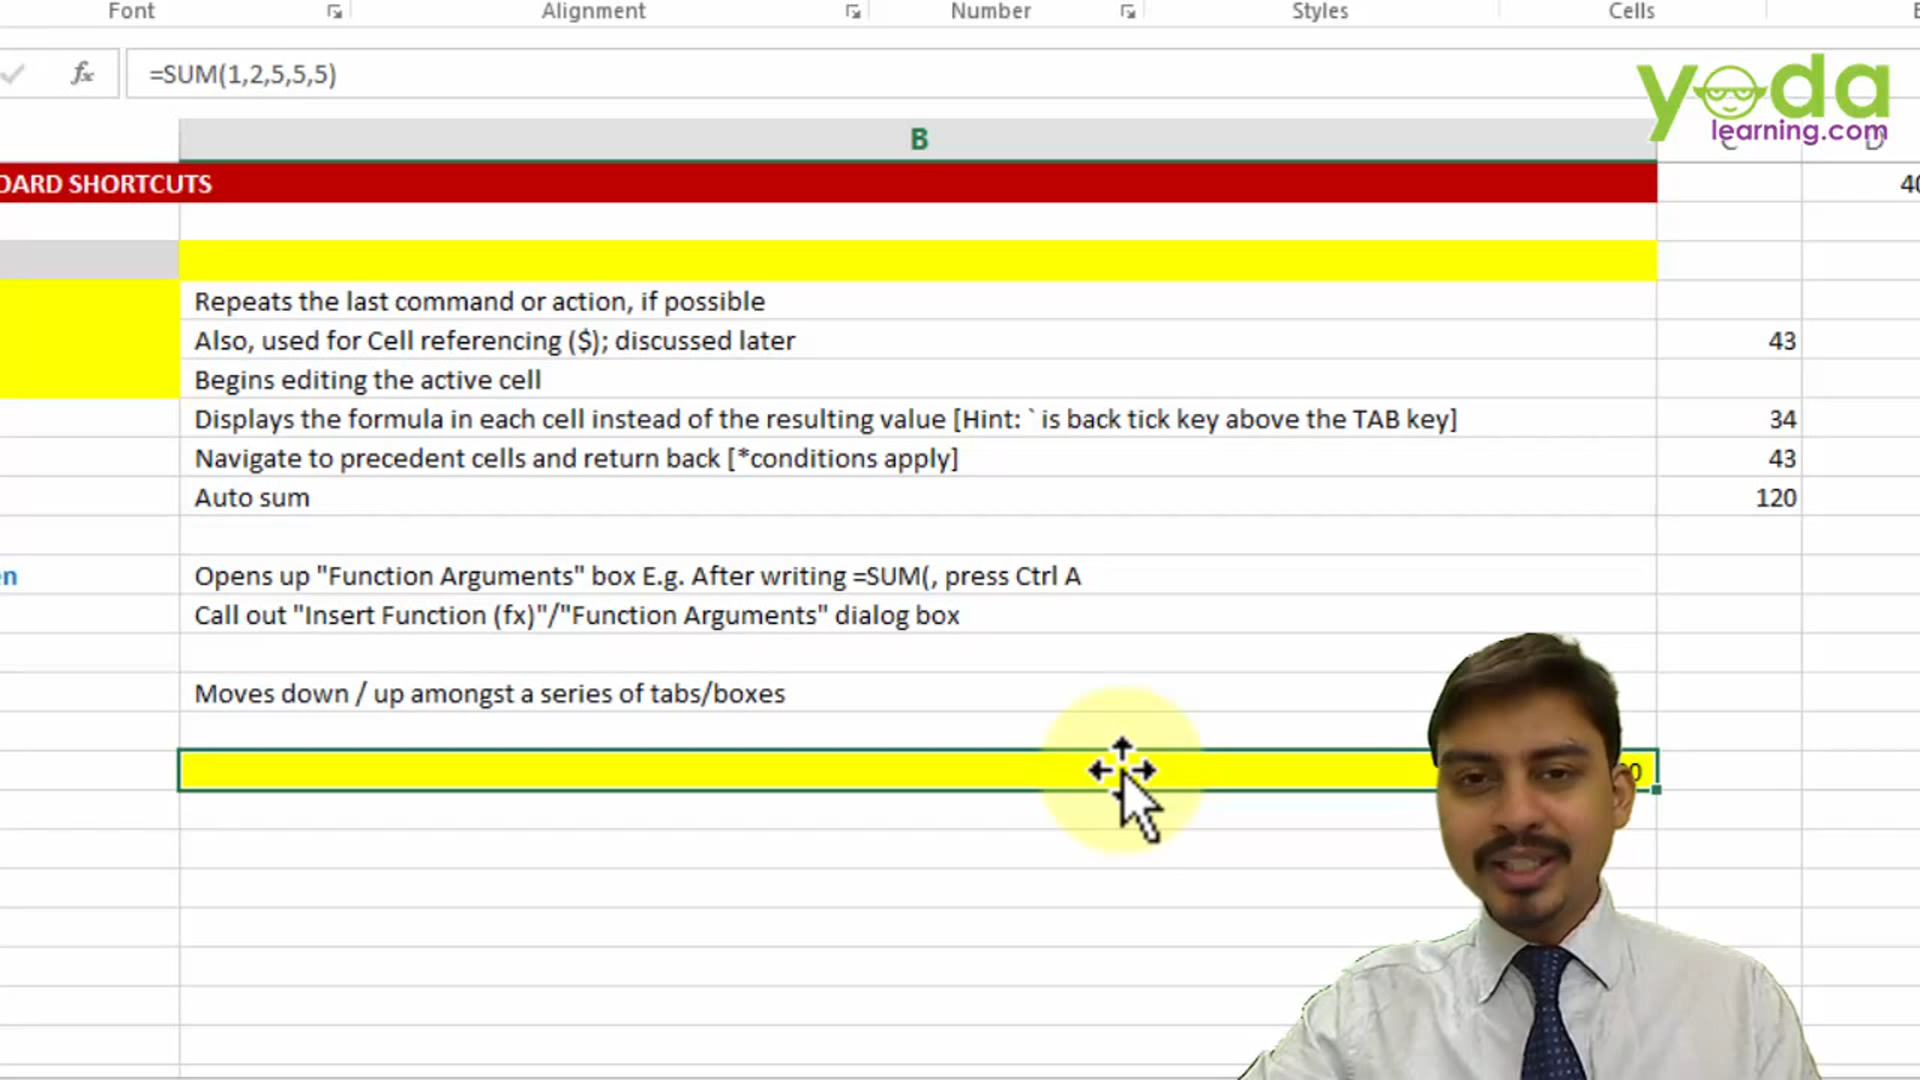 Font Alignment Number Styles Cells
fx =SUM(1,2,5,5,5)
yoda
learning.com
B
OARD SHORTCUTS
40
Repeats the last command or action, if possible
Also, used for Cell referencing ($); discussed later 43
Begins editing the active cell
Displays the formula in each cell instead of the resulting value [Hint: ` is back tick key above the TAB key] 34
Navigate to precedent cells and return back [*conditions apply] 43
Auto sum 120
en Opens up "Function Arguments" box E.g. After writing =SUM(, press Ctrl A
Call out "Insert Function (fx)"/"Function Arguments" dialog box
Moves down / up amongst a series of tabs/boxes